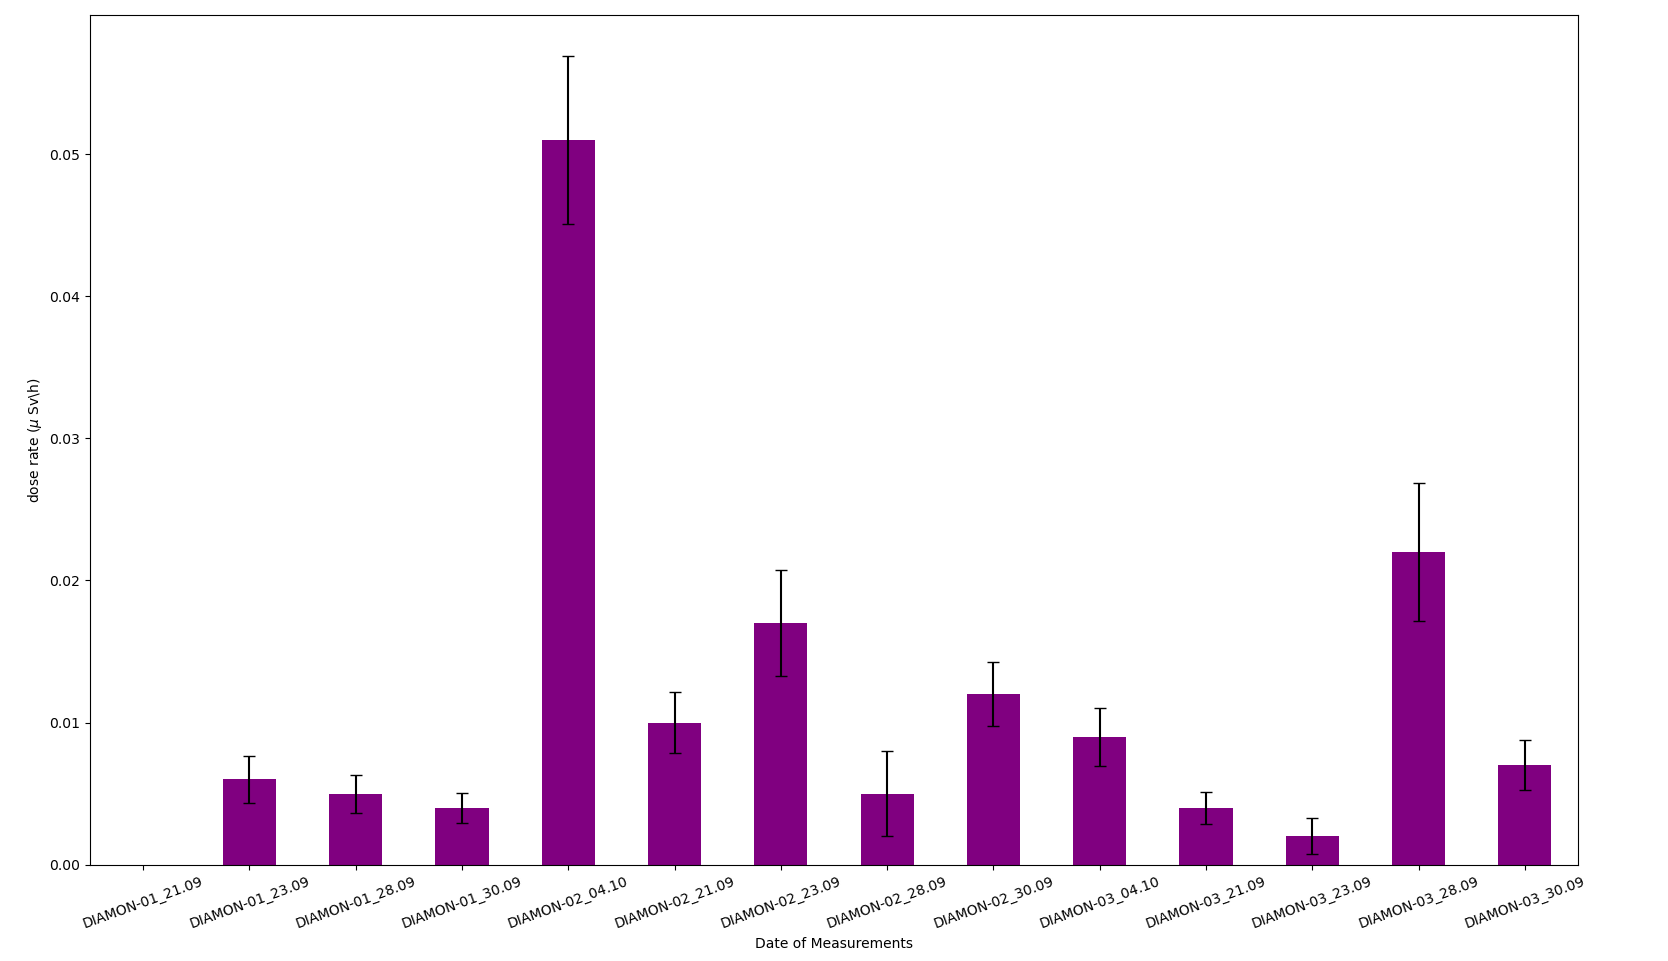 0.05
0.04
0.03
0.02
0.01
0.00
dose rate (μ Sv\h)
DIAMON-01_21.09
DIAMON-01_23.09
DIAMON-01_28.09
DIAMON-01_30.09
DIAMON-02_04.10
DIAMON-02_21.09
DIAMON-02_23.09
DIAMON-02_28.09
DIAMON-02_30.09
DIAMON-03_04.10
DIAMON-03_21.09
DIAMON-03_23.09
DIAMON-03_28.09
DIAMON-03_30.09
Date of Measurements